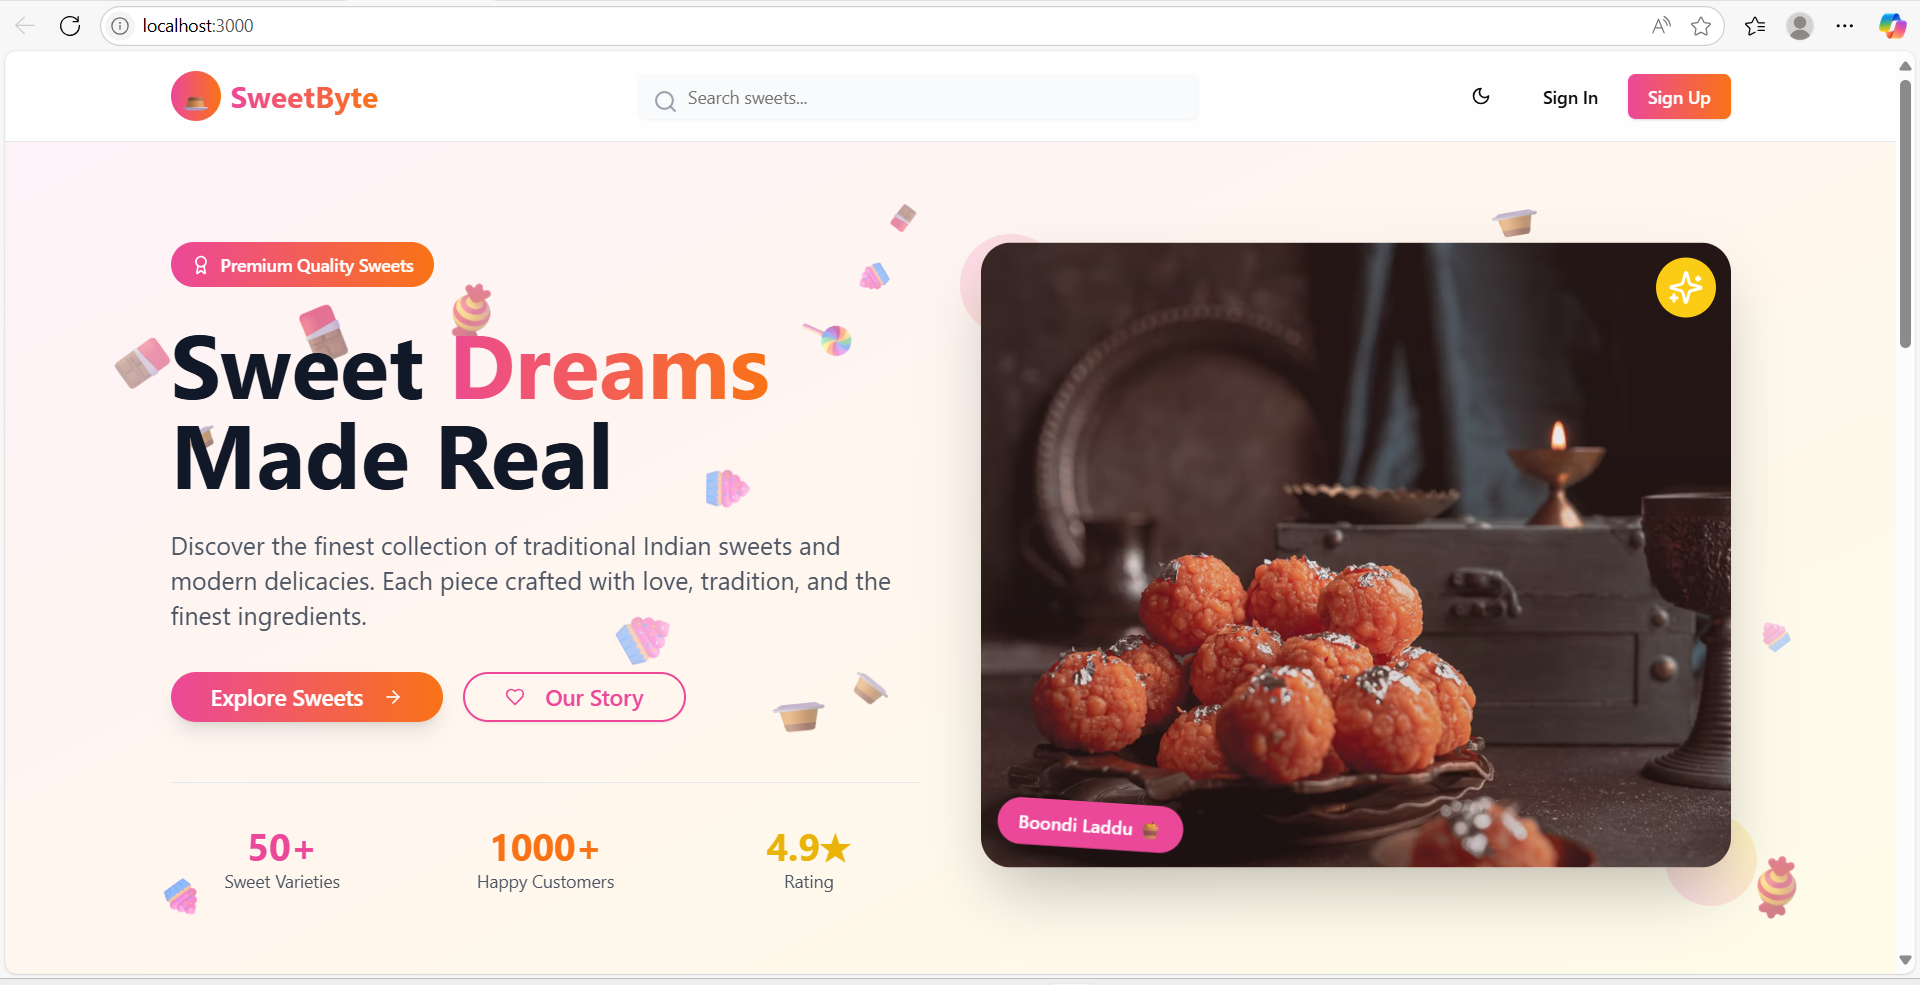 localhost:3000
SweetByte
Search sweets...
Sign In
Sign Up
Premium Quality Sweets
Sweet Dreams
Made Real
Discover the finest collection of traditional Indian sweets and
modern delicacies. Each piece crafted with love, tradition, and the
finest ingredients.
Explore Sweets →
Our Story
50+
Sweet Varieties
1000+
Happy Customers
4.9★
Rating
Boondi Laddu